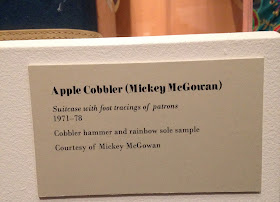 Apple Cobbler (Mickey McGowan)
Suitcase with foot tracings of patrons
1971–78
Cobbler hammer and rainbow sole sample
Courtesy of Mickey McGowan